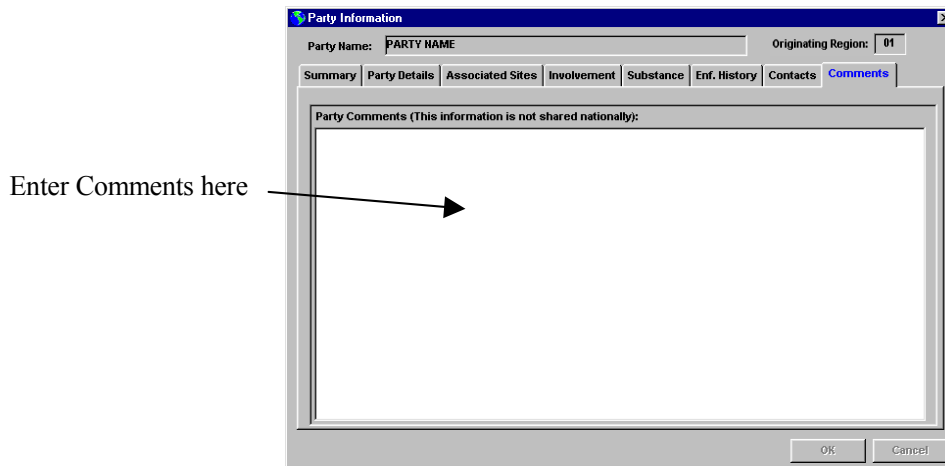 Party Information
Party Name: PARTY NAME Originating Region: 01
Summary Party Details Associated Sites Involvement Substance Enf. History Contacts Comments
Party Comments (This information is not shared nationally):
Enter Comments here
OK Cancel